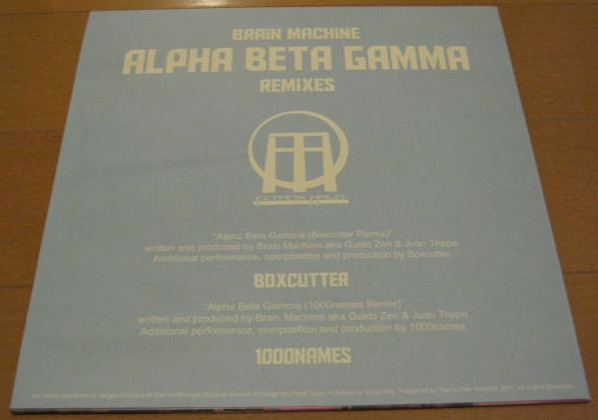 BRAiN MACHiNE
ALPHA BETA GAMMA
REMiXES
"Alpha Beta Gamma (Boxcutter Remix)"
written and produced by Brain Machine aka Guido Zen & Juan Trippe.
Additional performance, composition and production by Boxcutter.
BOXCUTTER
"Alpha Beta Gamma (1000names Remix)"
written and produced by Brain Machine aka Guido Zen & Juan Trippe.
Additional performance, composition and production by 1000names.
1000NAMES